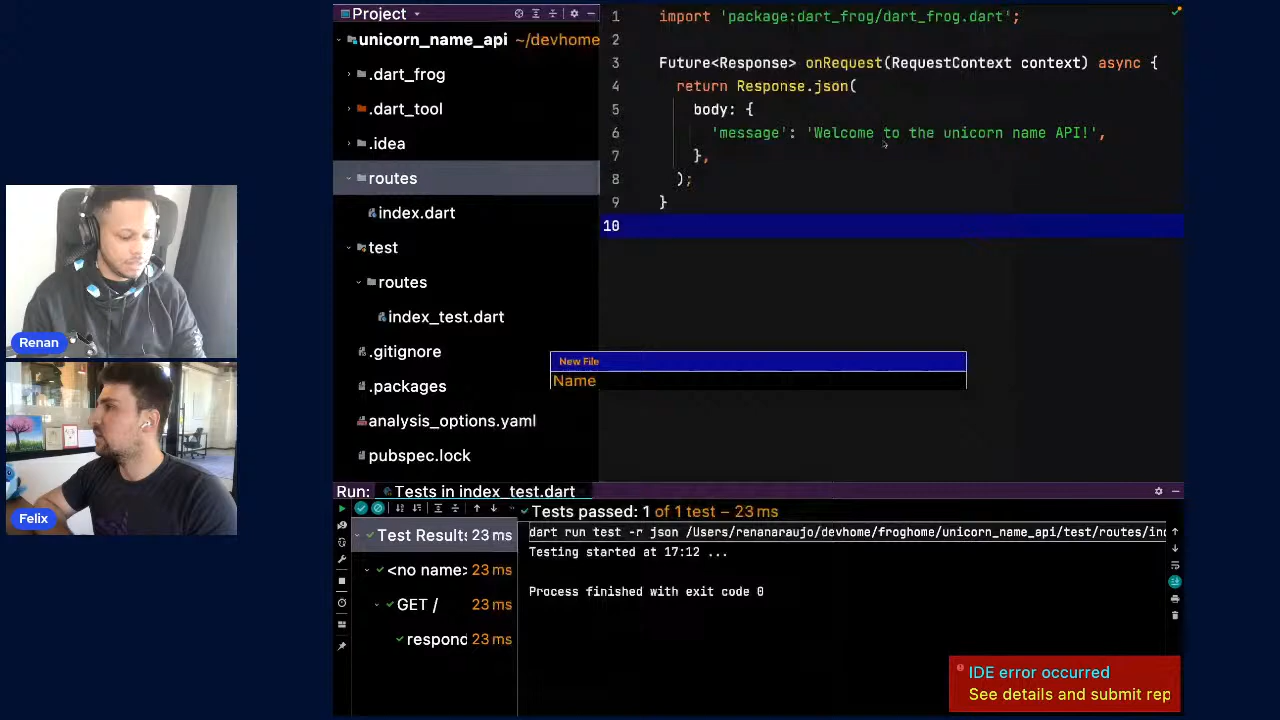 Project
unicorn_name_api ~/devhome
.dart_frog
.dart_tool
.idea
routes
index.dart
test
routes
index_test.dart
.gitignore
.packages
analysis_options.yaml
pubspec.lock
1 import 'package:dart_frog/dart_frog.dart';
2
3 Future<Response> onRequest(RequestContext context) async {
4 return Response.json(
5 body: {
6 'message': 'Welcome to the unicorn name API!',
7 },
8 );
9 }
10
New File
Name
Renan
Felix
Run: Tests in index_test.dart
Tests passed: 1 of 1 test – 23 ms
Test Results 23 ms
<no name> 23 ms
GET / 23 ms
respond 23 ms
dart run test -r json /Users/renanaraujo/devhome/froghome/unicorn_name_api/test/routes/inc
Testing started at 17:12 ...
Process finished with exit code 0
IDE error occurred
See details and submit rep